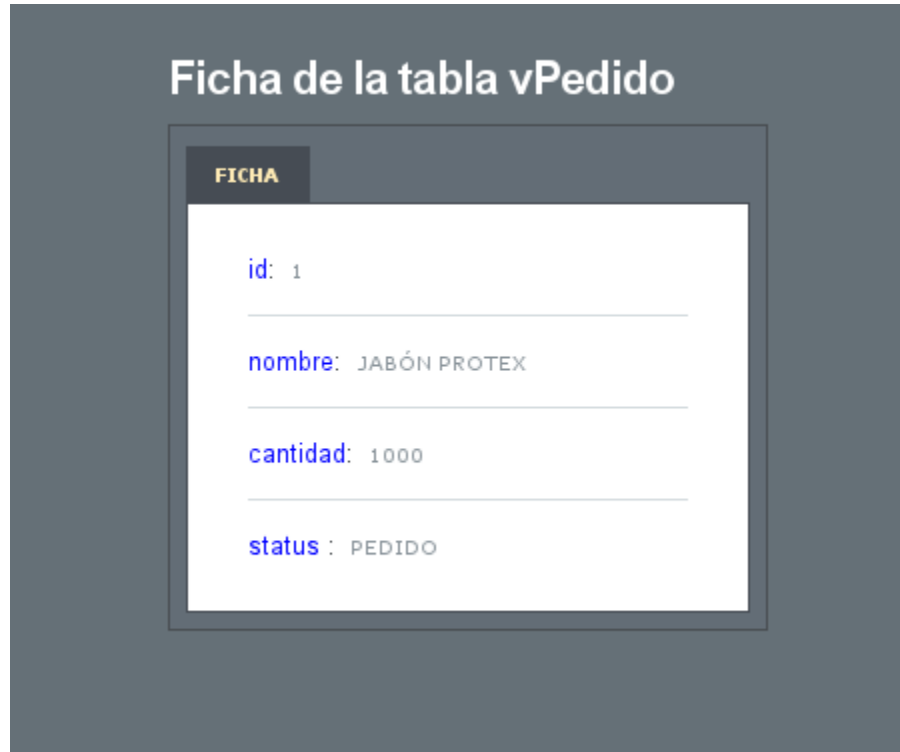 Ficha de la tabla vPedido
FICHA
id: 1
nombre: JABÓN PROTEX
cantidad: 1000
status : PEDIDO